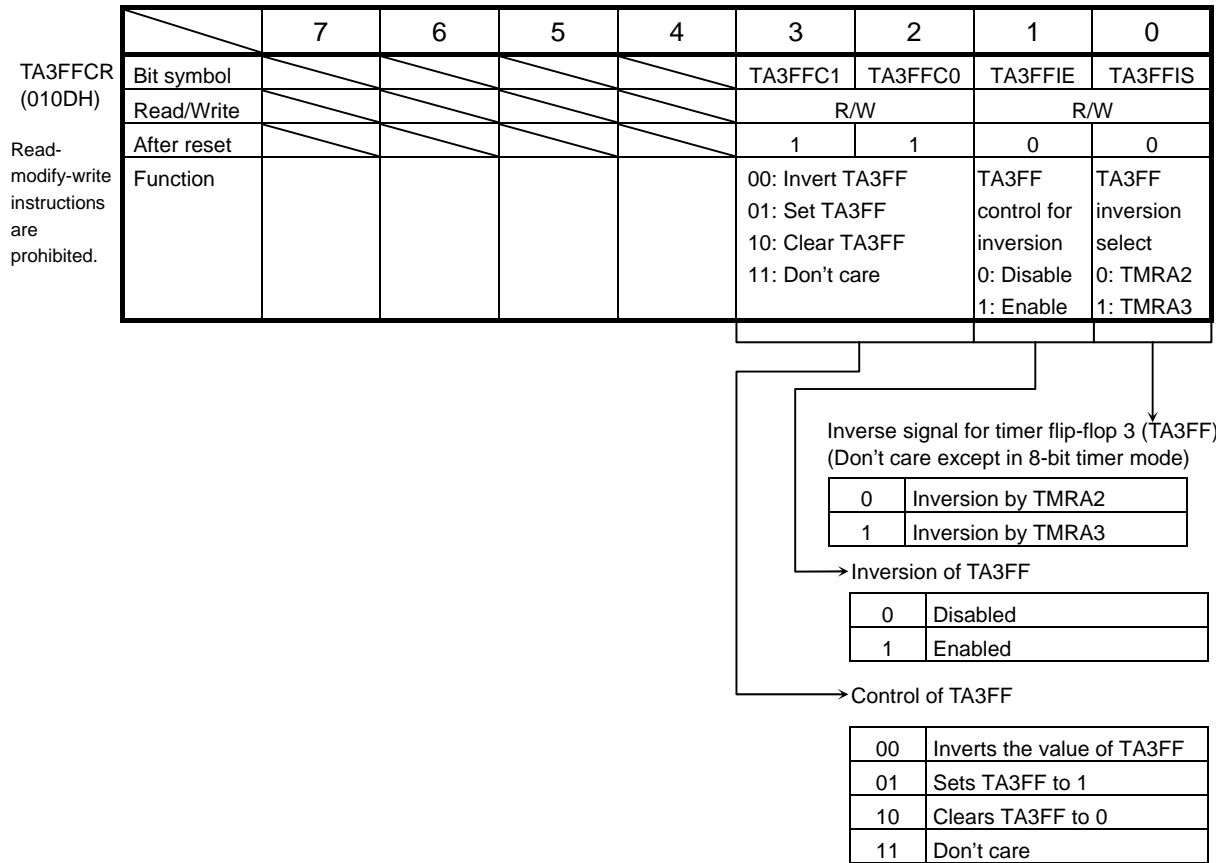 7 6 5 4 3 2 1 0
TA3FFCR
(010DH)
Bit symbol TA3FFC1 TA3FFC0 TA3FFIE TA3FFIS
Read/Write R/W R/W
After reset 1 1 0 0
Read-
modify-write
instructions
are
prohibited.
Function
00: Invert TA3FF
01: Set TA3FF
10: Clear TA3FF
11: Don't care
TA3FF
control for
inversion
0: Disable
1: Enable
TA3FF
inversion
select
0: TMRA2
1: TMRA3
Inverse signal for timer flip-flop 3 (TA3FF)
(Don't care except in 8-bit timer mode)
0 Inversion by TMRA2
1 Inversion by TMRA3
Inversion of TA3FF
0 Disabled
1 Enabled
Control of TA3FF
00 Inverts the value of TA3FF
01 Sets TA3FF to 1
10 Clears TA3FF to 0
11 Don't care